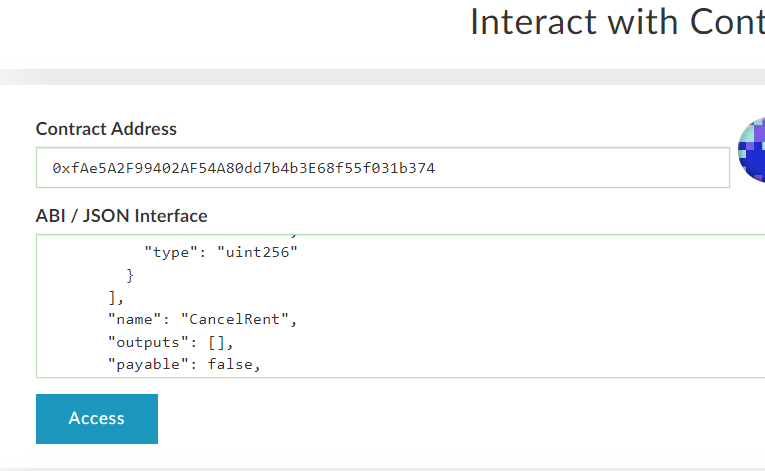 Interact with Cont
Contract Address
0xfAe5A2F99402AF54A80dd7b4b3E68f55f031b374
ABI / JSON Interface
"type": "uint256"
}
],
"name": "CancelRent",
"outputs": [],
"payable": false,
Access